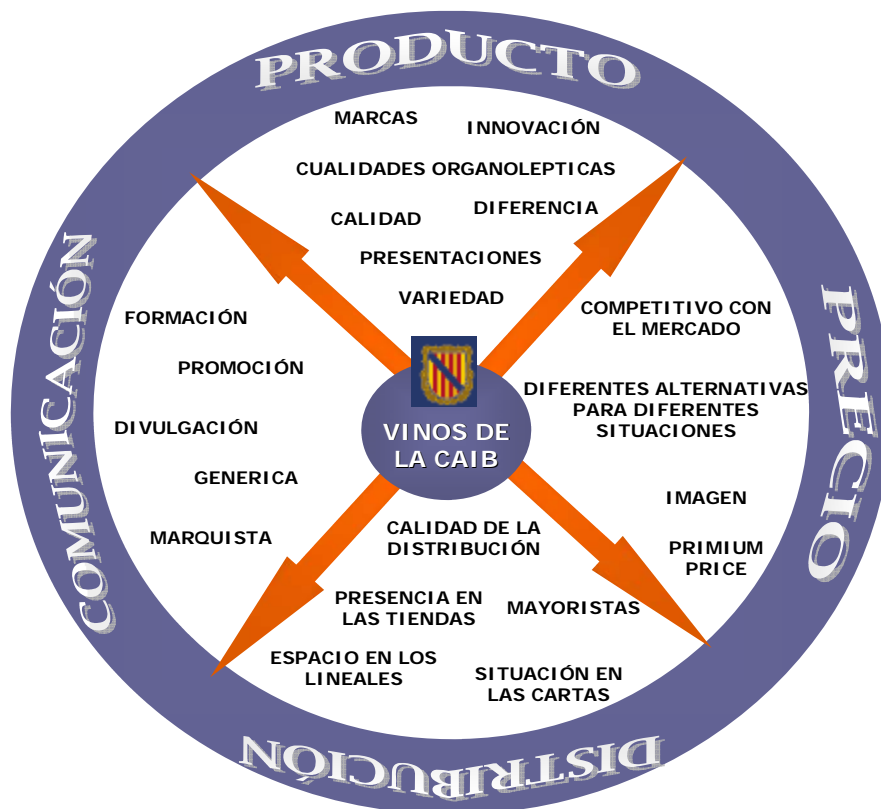 PRODUCTO
MARCAS
INNOVACIÓN
CUALIDADES ORGANOLEPTICAS
CALIDAD
DIFERENCIA
PRESENTACIONES
VARIEDAD
PRECIO
COMPETITIVO CON
EL MERCADO
DIFERENTES ALTERNATIVAS
PARA DIFERENTES
SITUACIONES
IMAGEN
PRIMIUM
PRICE
COMUNICACIÓN
FORMACIÓN
PROMOCIÓN
DIVULGACIÓN
GENERICA
MARQUISTA
VINOS DE
LA CAIB
CALIDAD DE LA
DISTRIBUCIÓN
PRESENCIA EN
LAS TIENDAS
MAYORISTAS
ESPACIO EN LOS
LINEALES
SITUACIÓN EN
LAS CARTAS
DISTRIBUCIÓN